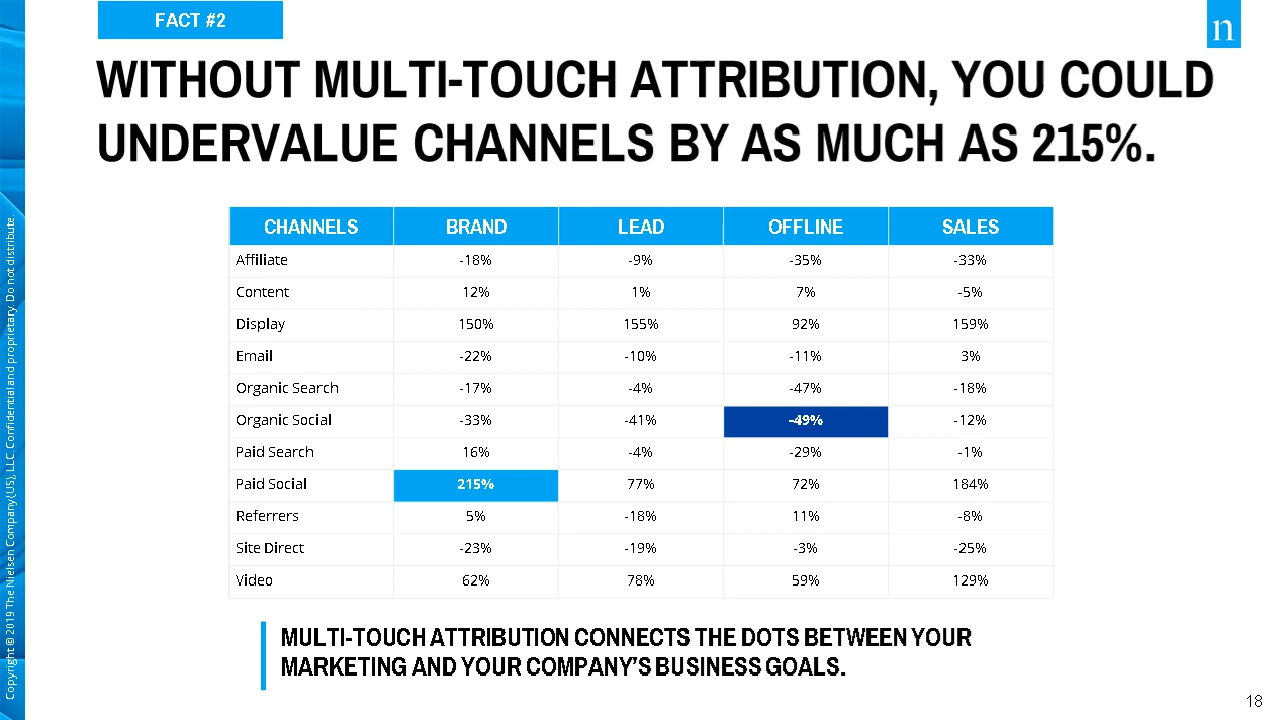 FACT #2
n
WITHOUT MULTI-TOUCH ATTRIBUTION, YOU COULD
UNDERVALUE CHANNELS BY AS MUCH AS 215%.
CHANNELS BRAND LEAD OFFLINE SALES
Affiliate -18% -9% -35% -33%
Content 12% 1% 7% -5%
Display 150% 155% 92% 159%
Email -22% -10% -11% 3%
Organic Search -17% -4% -47% -18%
Organic Social -33% -41% -49% -12%
Paid Search 16% -4% -29% -1%
Paid Social 215% 77% 72% 184%
Referrers 5% -18% 11% -8%
Site Direct -23% -19% -3% -25%
Video 62% 78% 59% 129%
MULTI-TOUCH ATTRIBUTION CONNECTS THE DOTS BETWEEN YOUR
MARKETING AND YOUR COMPANY'S BUSINESS GOALS.
Copyright © 2019 The Nielsen Company (US), LLC. Confidential and proprietary. Do not distribute.
18